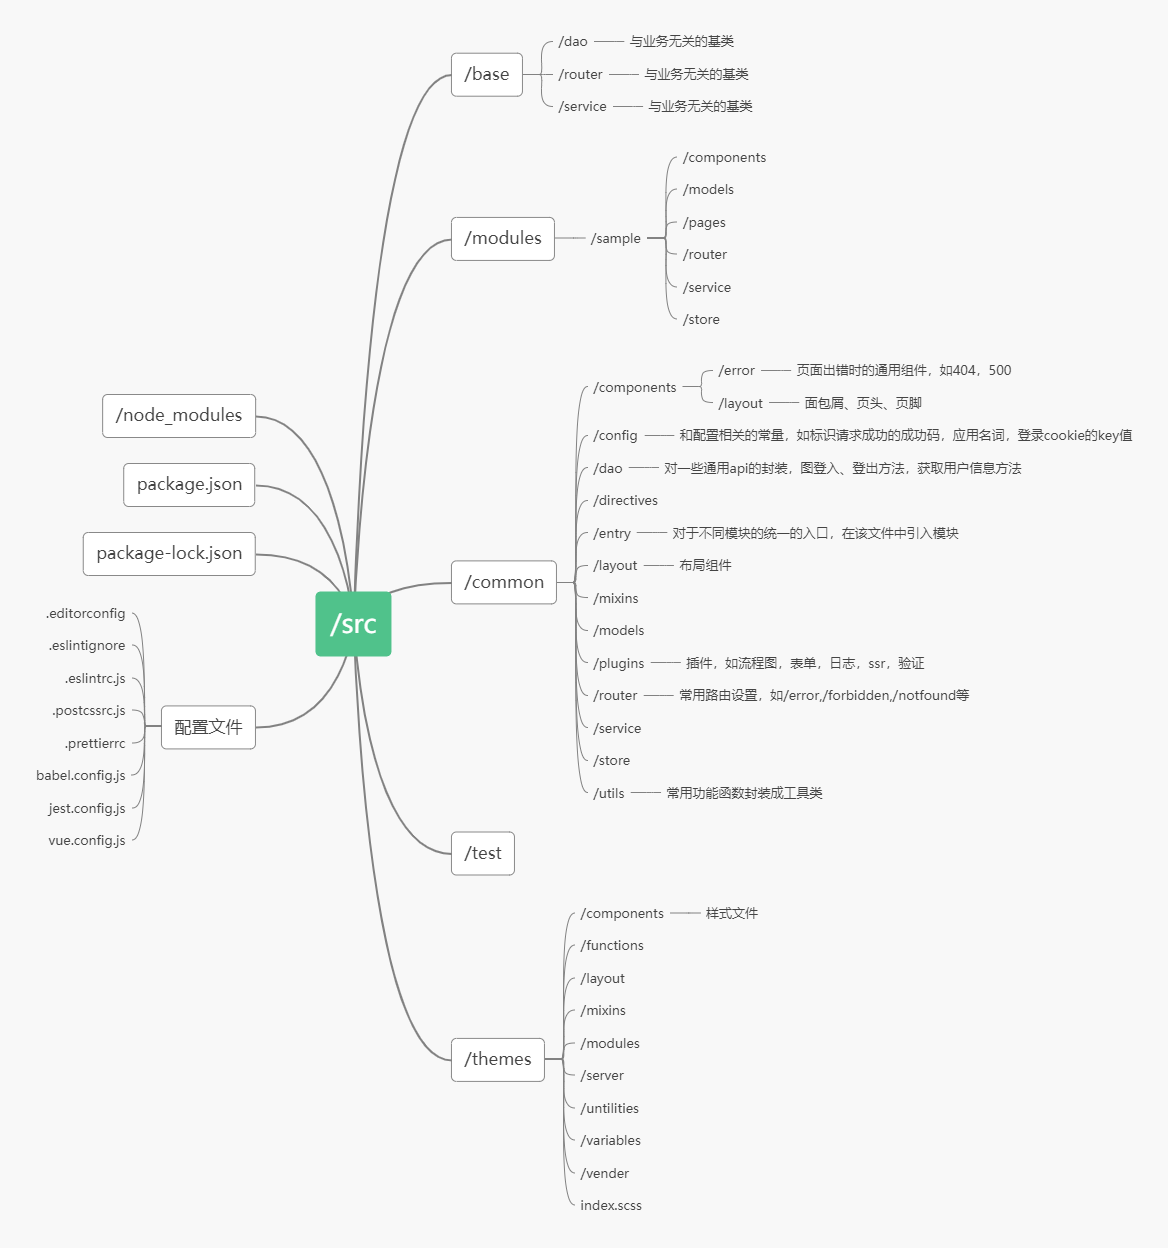 /src
/base
/dao
与业务无关的基类
/router
与业务无关的基类
/service
与业务无关的基类
/modules
/sample
/components
/models
/pages
/router
/service
/store
/common
/components
/error
页面出错时的通用组件，如404，500
/layout
面包屑、页头、页脚
/config
和配置相关的常量，如标识请求成功的成功码，应用名词，登录cookie的key值
/dao
对一些通用api的封装，图登入、登出方法，获取用户信息方法
/directives
/entry
对于不同模块的统一的入口，在该文件中引入模块
/layout
布局组件
/mixins
/models
/plugins
插件，如流程图，表单，日志，ssr，验证
/router
常用路由设置，如/error,/forbidden,/notfound等
/service
/store
/utils
常用功能函数封装成工具类
/test
/themes
/components
样式文件
/functions
/layout
/mixins
/modules
/server
/untilities
/variables
/vender
index.scss
/node_modules
package.json
package-lock.json
配置文件
.editorconfig
.eslintignore
.eslintrc.js
.postcssrc.js
.prettierrc
babel.config.js
jest.config.js
vue.config.js